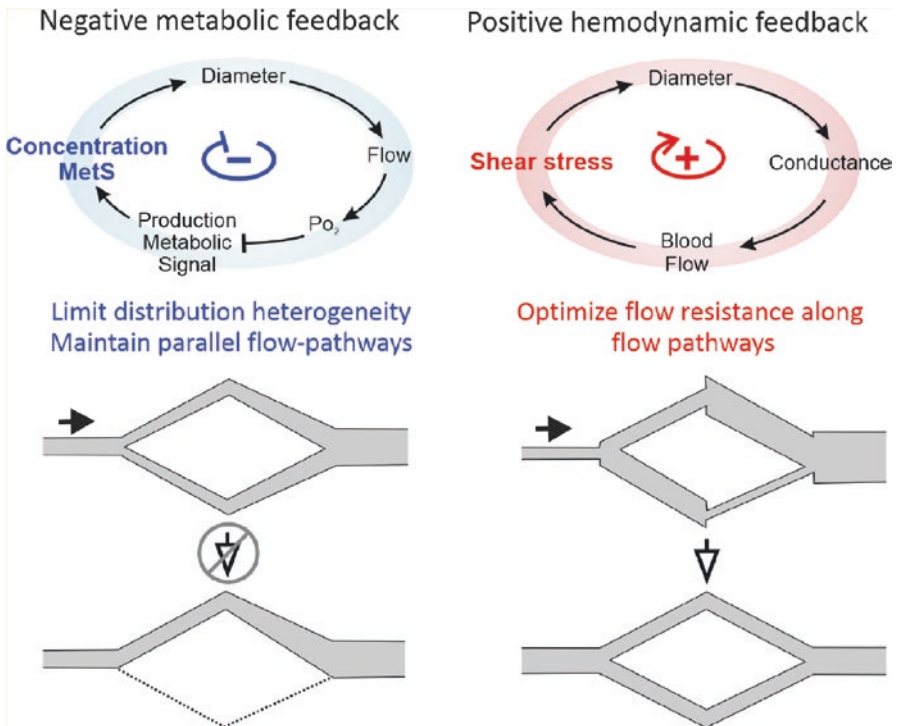 Negative metabolic feedback
Diameter
Concentration
MetS
−
Flow
Production
Metabolic
Signal
Po₂
Limit distribution heterogeneity
Maintain parallel flow-pathways
Positive hemodynamic feedback
Diameter
Shear stress
+
Conductance
Blood
Flow
Optimize flow resistance along
flow pathways